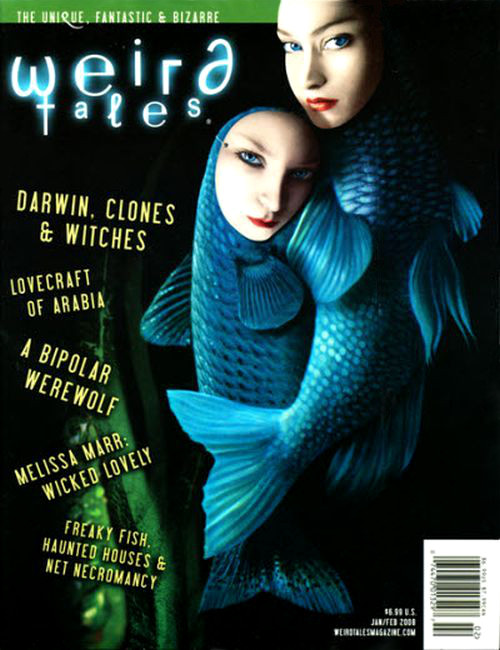 THE UNIQUE, FANTASTIC & BIZARRE
weird
tales®
DARWIN, CLONES
& WITCHES
LOVECRAFT
OF ARABIA
A BIPOLAR
WEREWOLF
MELISSA MARR:
WICKED LOVELY
FREAKY FISH,
HAUNTED HOUSES &
NET NECROMANCY
$6.99 U.S.
JAN/FEB 2008
WEIRDTALESMAGAZINE.COM